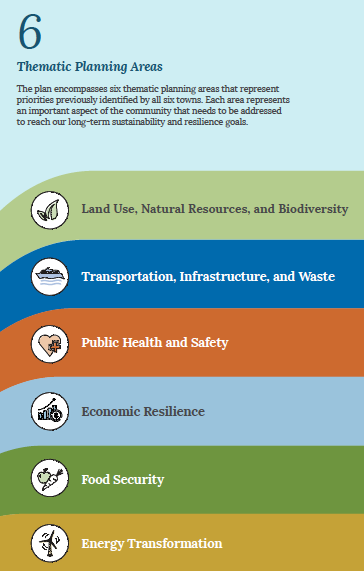 6
Thematic Planning Areas
The plan encompasses six thematic planning areas that represent
priorities previously identified by all six towns. Each area represents
an important aspect of the community that needs to be addressed
to reach our long-term sustainability and resilience goals.
Land Use, Natural Resources, and Biodiversity
Transportation, Infrastructure, and Waste
Public Health and Safety
Economic Resilience
Food Security
Energy Transformation